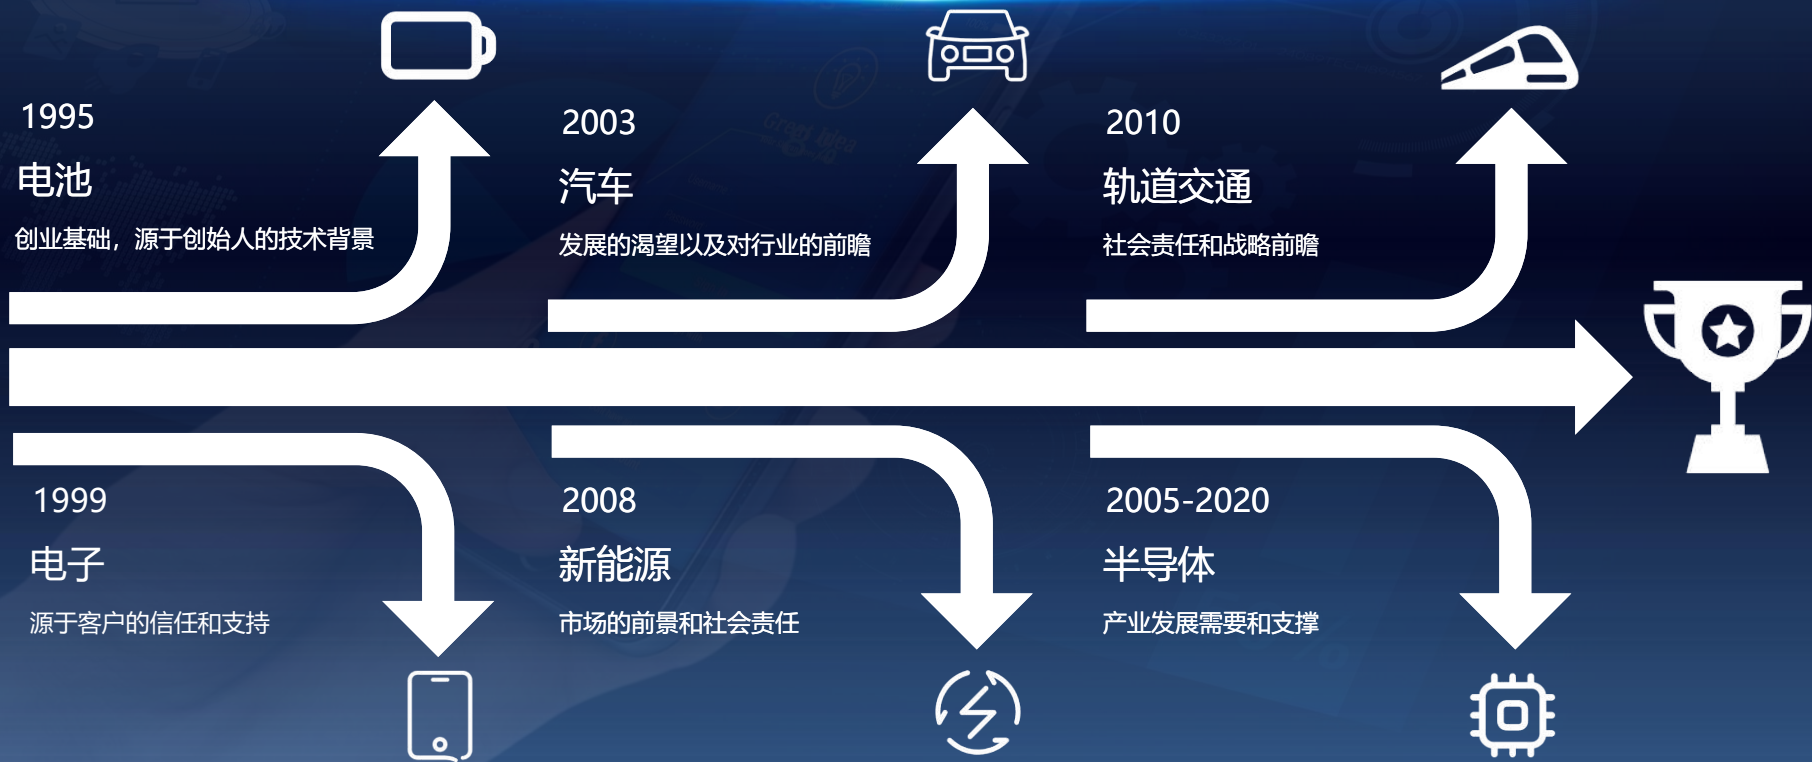 1995
电池
创业基础，源于创始人的技术背景
2003
汽车
发展的渴望以及对行业的前瞻
2010
轨道交通
社会责任和战略前瞻
1999
电子
源于客户的信任和支持
2008
新能源
市场的前景和社会责任
2005-2020
半导体
产业发展需要和支撑
Great Idea